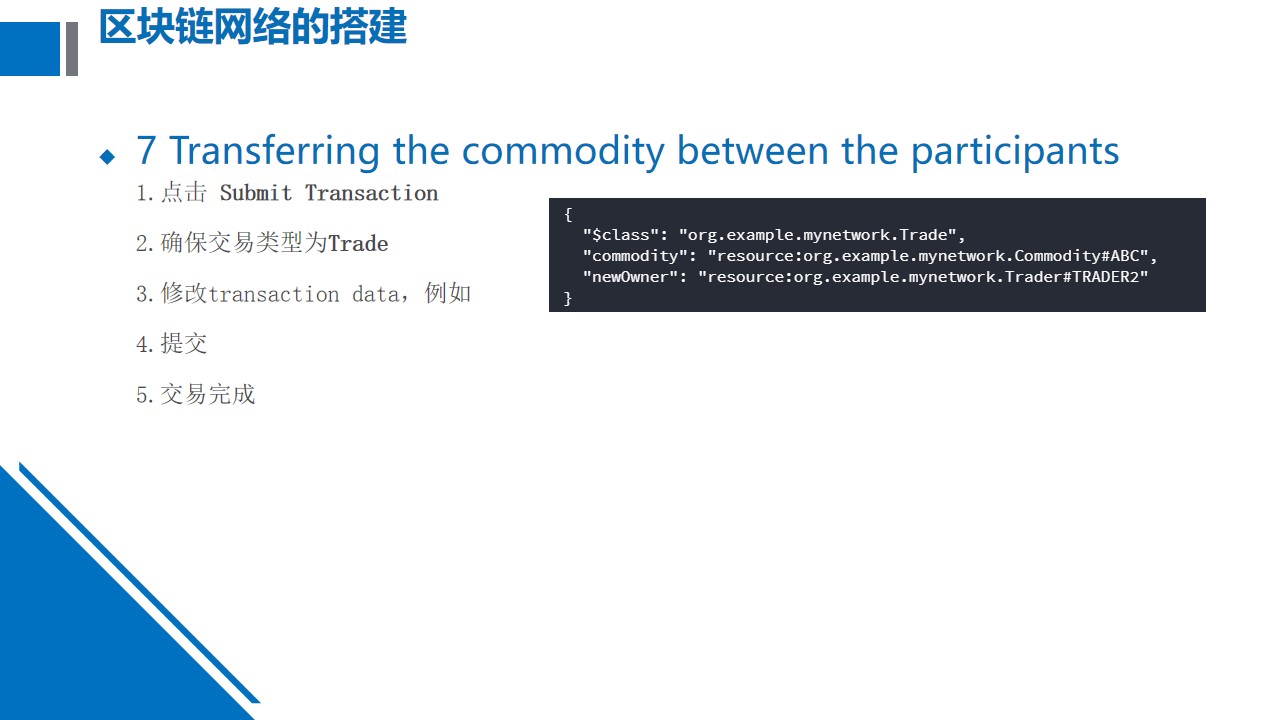 区块链网络的搭建
7 Transferring the commodity between the participants
1.点击 Submit Transaction
2.确保交易类型为Trade
3.修改transaction data，例如
4.提交
5.交易完成
{
  "$class": "org.example.mynetwork.Trade",
  "commodity": "resource:org.example.mynetwork.Commodity#ABC",
  "newOwner": "resource:org.example.mynetwork.Trader#TRADER2"
}